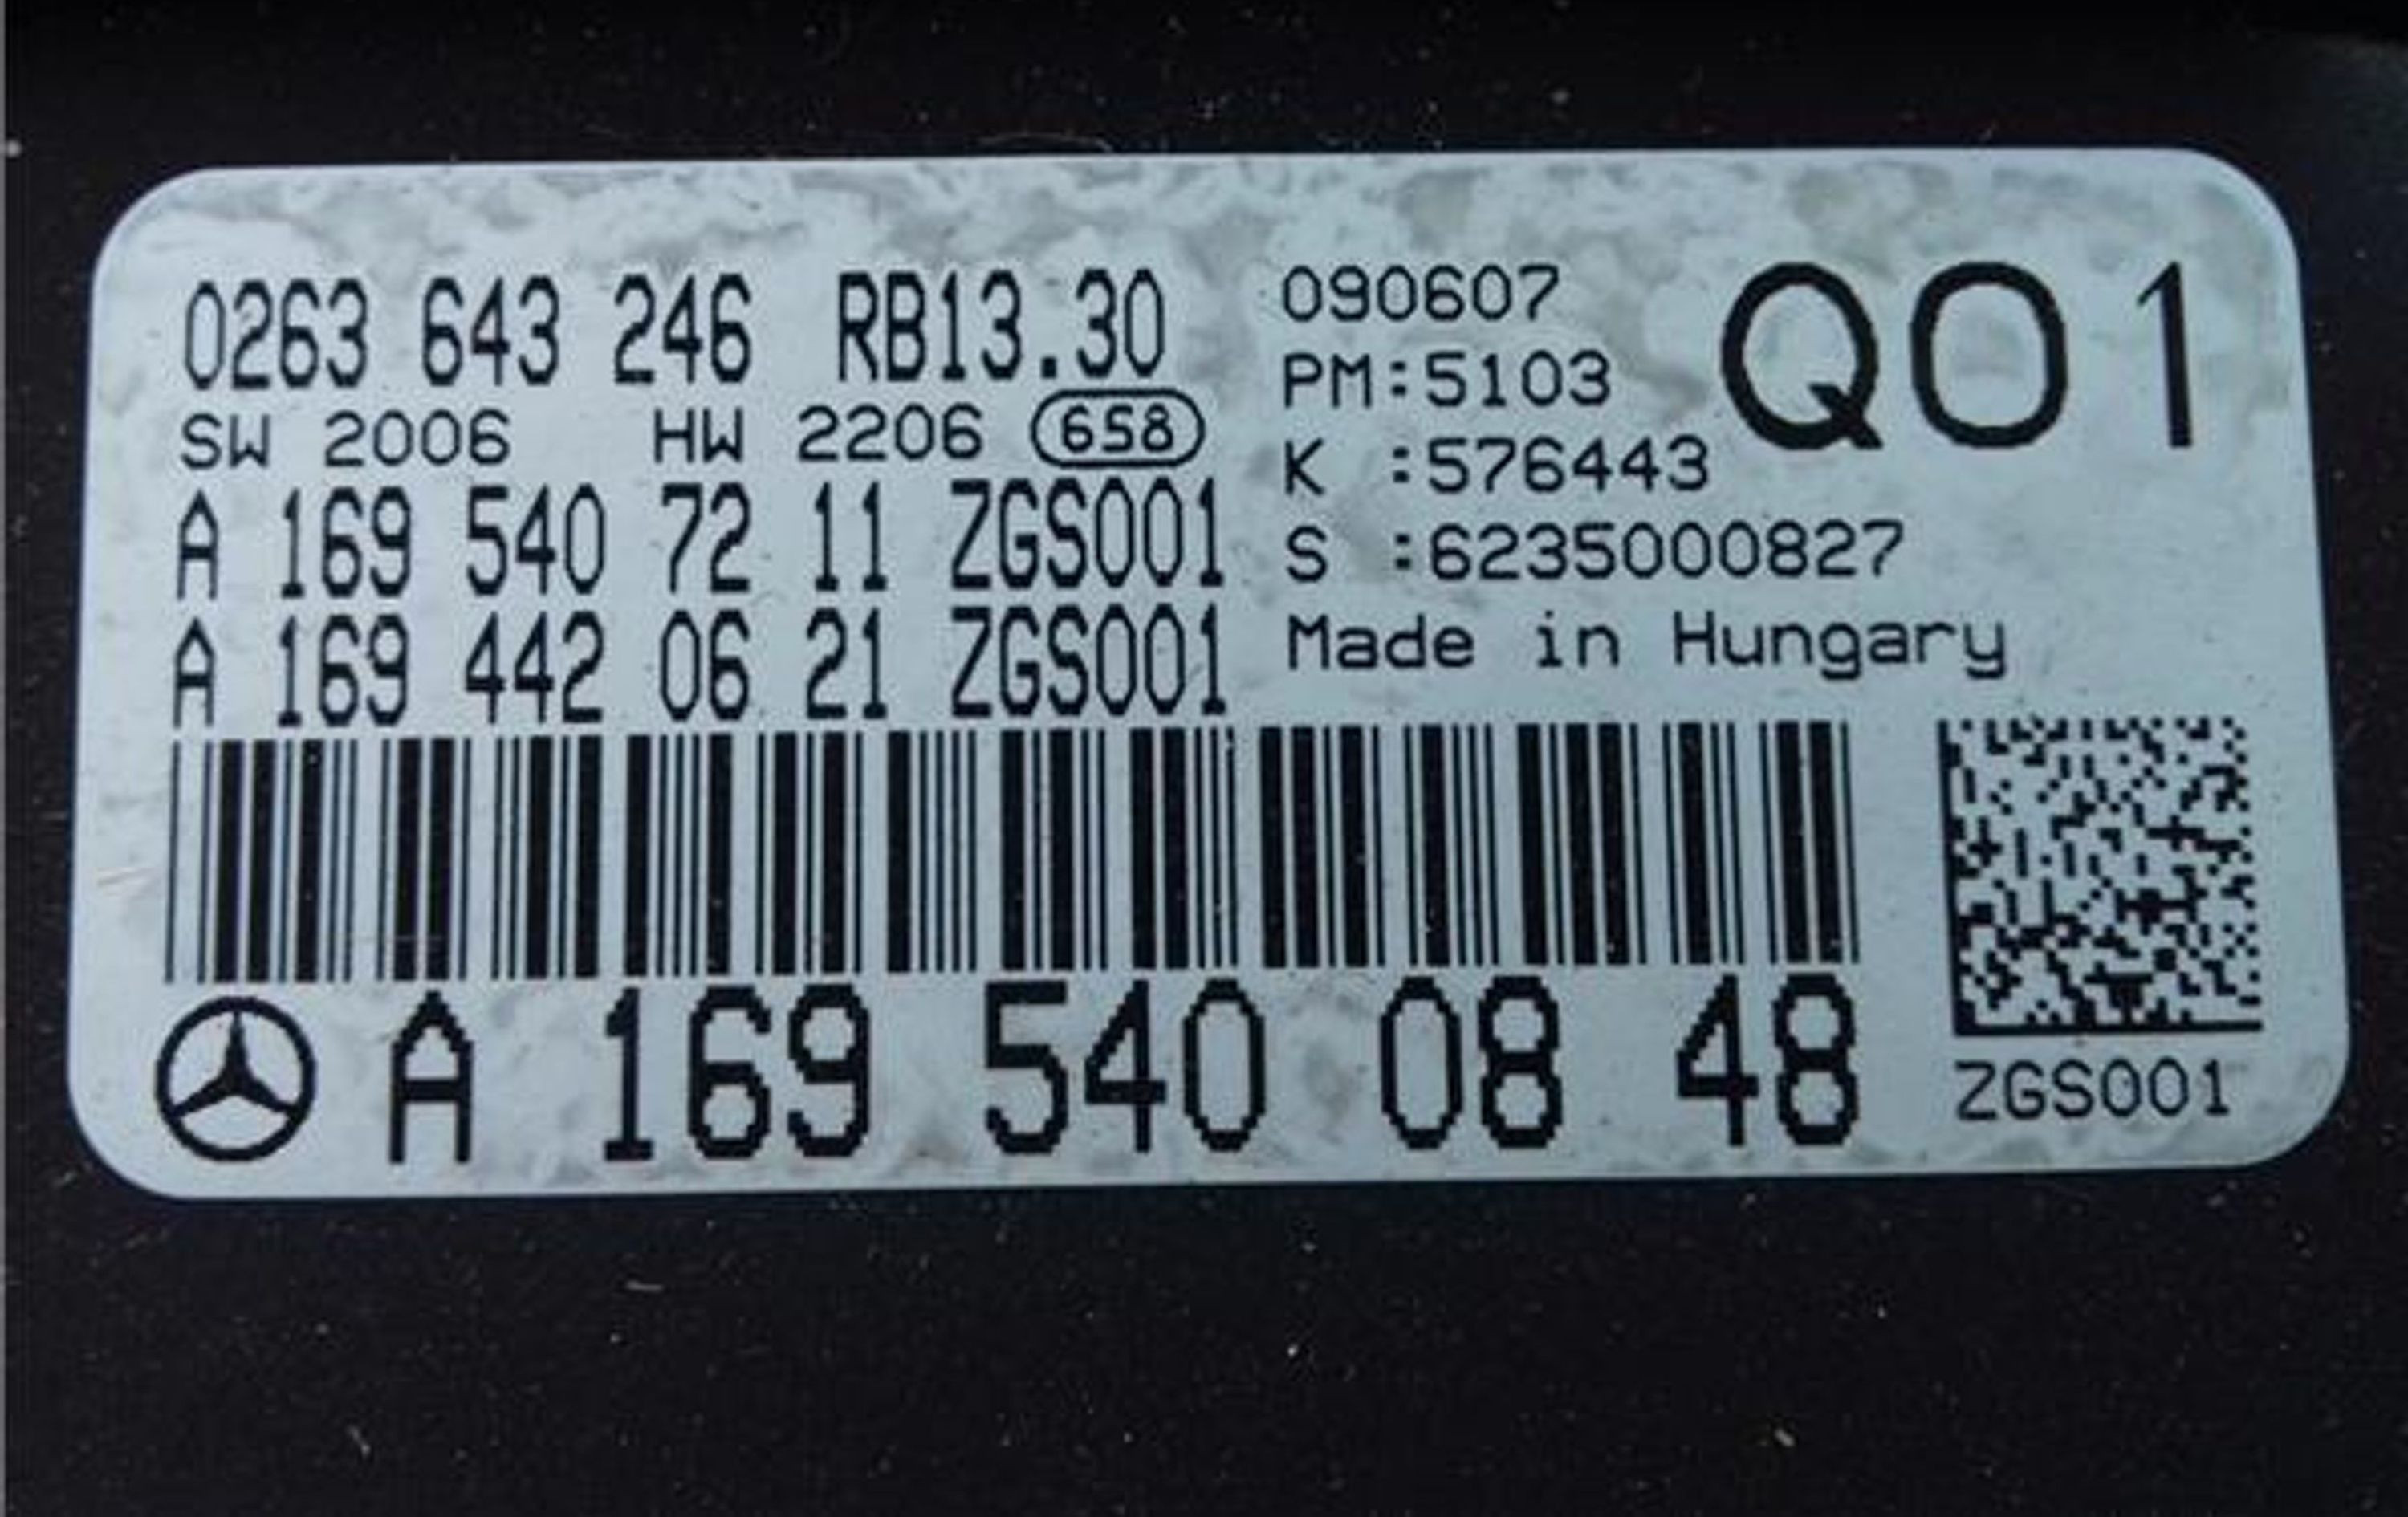 0263 643 246 RB13.30
SW 2006 HW 2206 658
A 169 540 72 11 ZGS001
A 169 442 06 21 ZGS001
090607
PM:5103
K :576443
S :6235000827
Made in Hungary
Q01
A 169 540 08 48
ZGS001